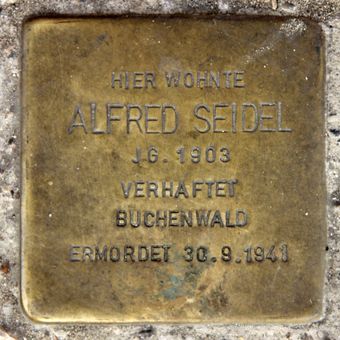 HIER WOHNTE
ALFRED SEIDEL
JG. 1903
VERHAFTET
BUCHENWALD
ERMORDET 30.9.1941